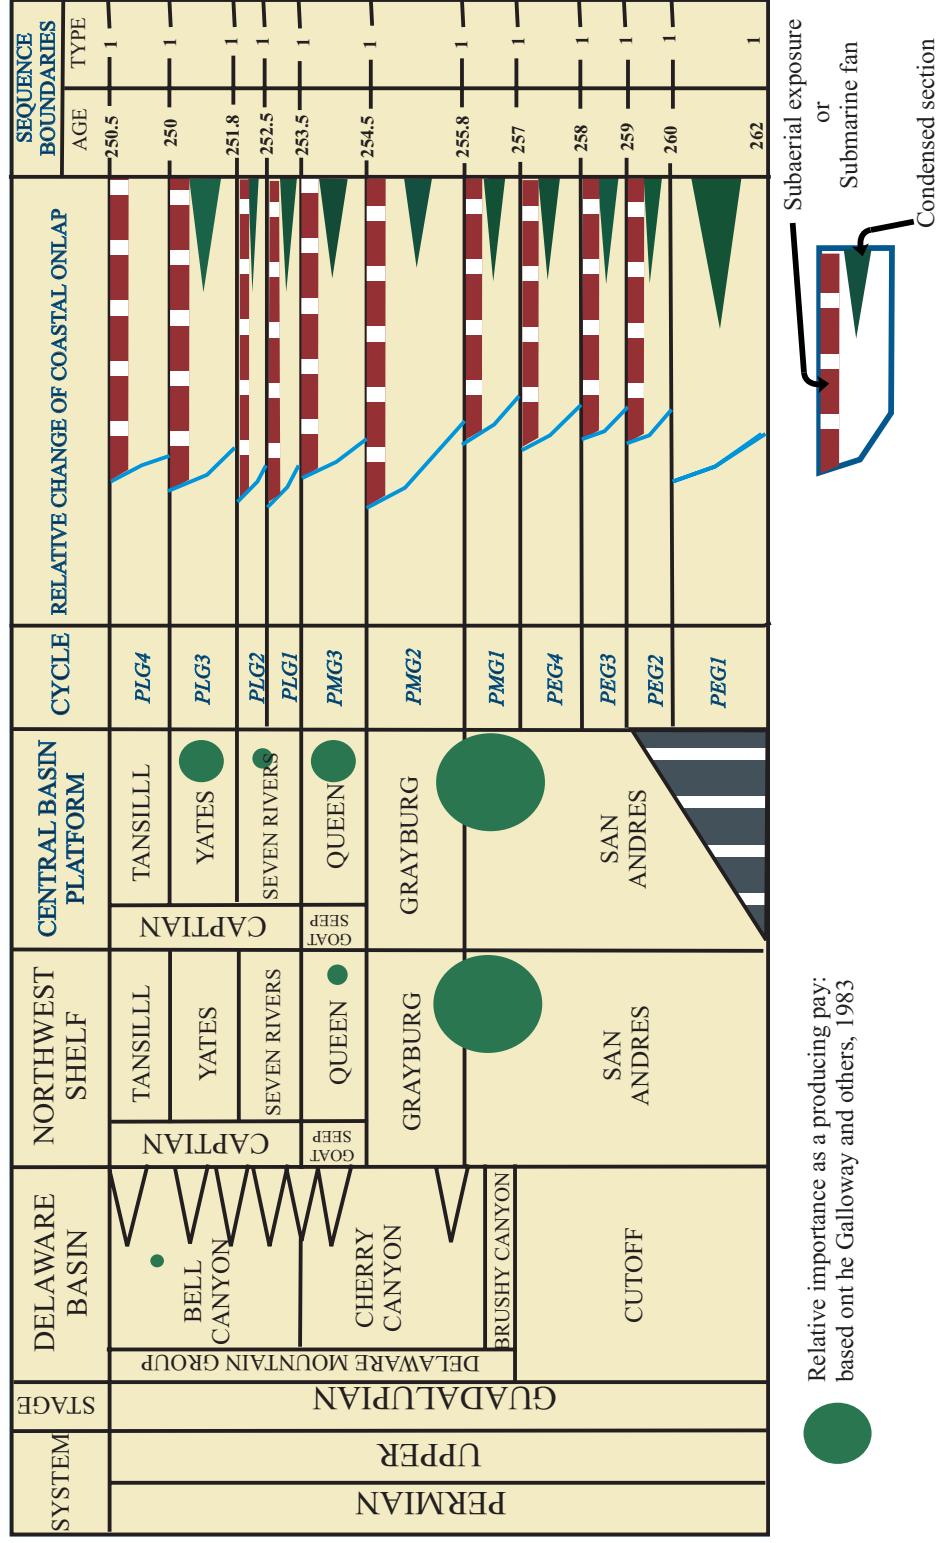 SYSTEM
STAGE
DELAWARE
BASIN
NORTHWEST
SHELF
CENTRAL BASIN
PLATFORM
CYCLE
RELATIVE CHANGE OF COASTAL ONLAP
SEQUENCE
BOUNDARIES
AGE
TYPE
PERMIAN
UPPER
GUADALUPIAN
DELAWARE MOUNTAIN GROUP
BELL
CANYON
CHERRY
CANYON
BRUSHY CANYON
CUTOFF
CAPTIAN
GOAT
SEEP
TANSILLL
YATES
SEVEN RIVERS
QUEEN
GRAYBURG
SAN
ANDRES
CAPTIAN
GOAT
SEEP
TANSILLL
YATES
SEVEN RIVERS
QUEEN
GRAYBURG
SAN
ANDRES
PLG4
PLG3
PLG2
PLG1
PMG3
PMG2
PMG1
PEG4
PEG3
PEG2
PEG1
250.5 1
250 1
251.8 1
252.5 1
253.5 1
254.5 1
255.8 1
257 1
258 1
259 1
260 1
262 1
Relative importance as a producing pay:
based ont he Galloway and others, 1983
Subaerial exposure
or
Submarine fan
Condensed section